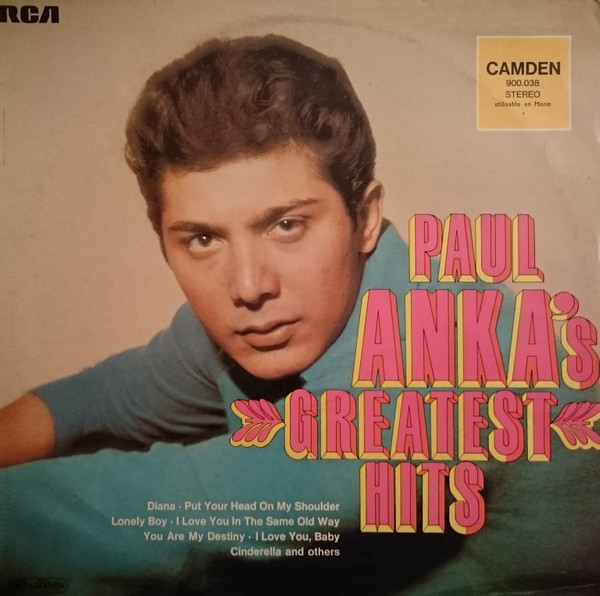 RCA
CAMDEN
900.038
STEREO
utilisable en Mono
PAUL
ANKA'S
GREATEST
HITS
Diana · Put Your Head On My Shoulder
Lonely Boy · I Love You In The Same Old Way
You Are My Destiny · I Love You, Baby
Cinderella and others